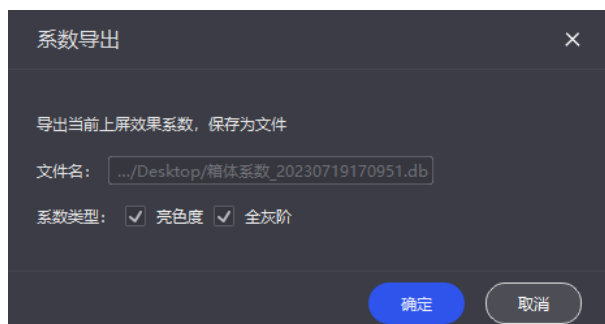 系数导出
导出当前上屏效果系数，保存为文件
文件名： .../Desktop/箱体系数_20230719170951.db
系数类型： 亮色度 全灰阶
确定 取消